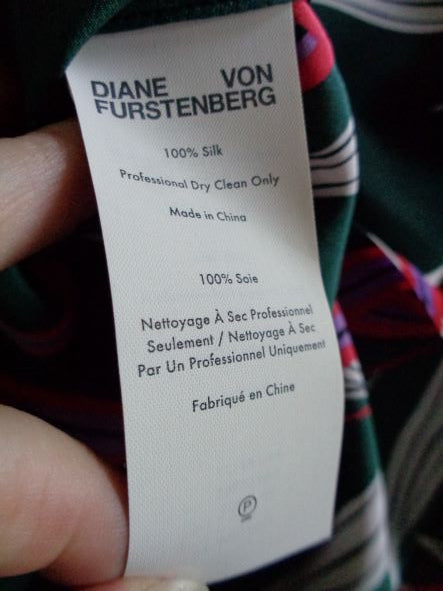 DIANE VON
FURSTENBERG
100% Silk
Professional Dry Clean Only
Made in China
100% Soie
Nettoyage À Sec Professionnel
Seulement / Nettoyage À Sec
Par Un Professionnel Uniquement
Fabriqué en Chine
P